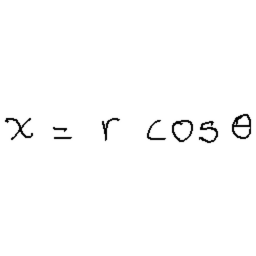 x = r cos θ